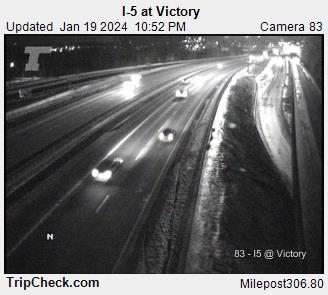 I-5 at Victory
Updated Jan 19 2024 10:52 PM Camera 83
T
N
83 - I5 @ Victory
TripCheck.com Milepost306.80